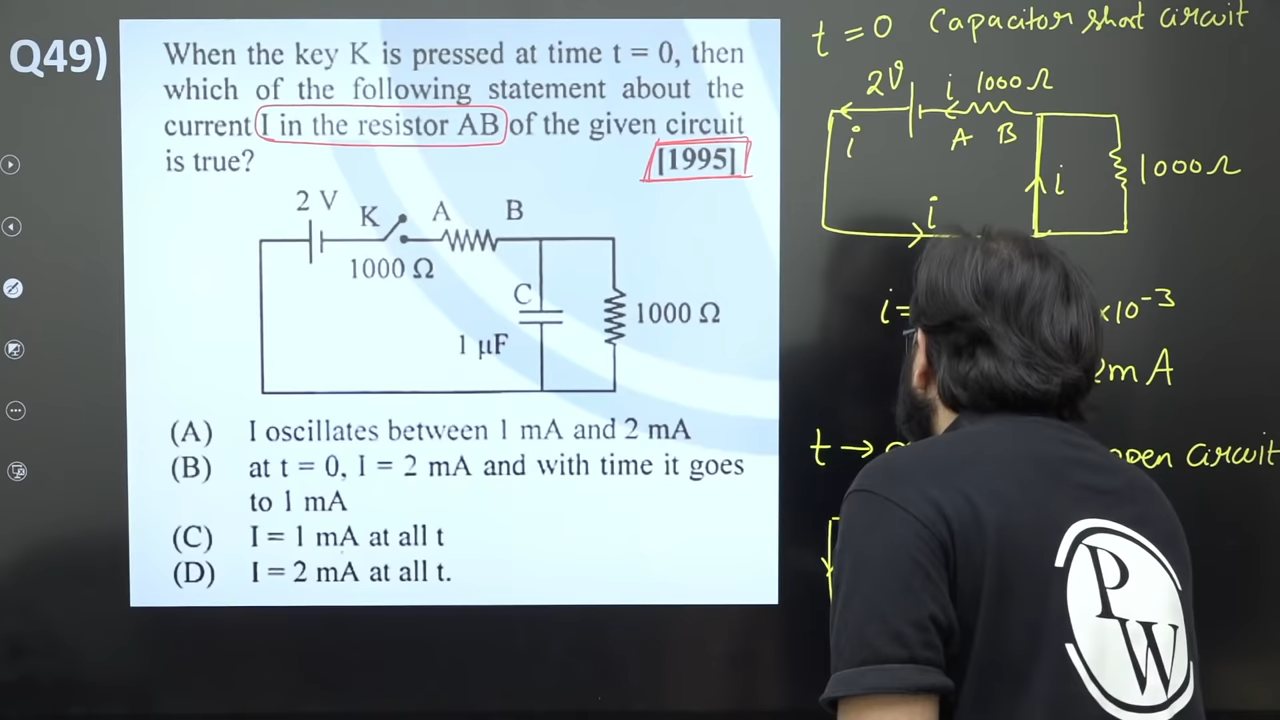 Q49)
When the key K is pressed at time t = 0, then
which of the following statement about the
current I in the resistor AB of the given circuit
is true? [1995]
2 V
K
A
B
1000 Ω
C
1 μF
1000 Ω
(A) I oscillates between 1 mA and 2 mA
(B) at t = 0, I = 2 mA and with time it goes
to 1 mA
(C) I = 1 mA at all t
(D) I = 2 mA at all t.
t = 0 Capacitor short circuit
2V i 1000 Ω
i A B
i 1000 Ω
i
i = ×10⁻³
mA
t → open circuit
PW